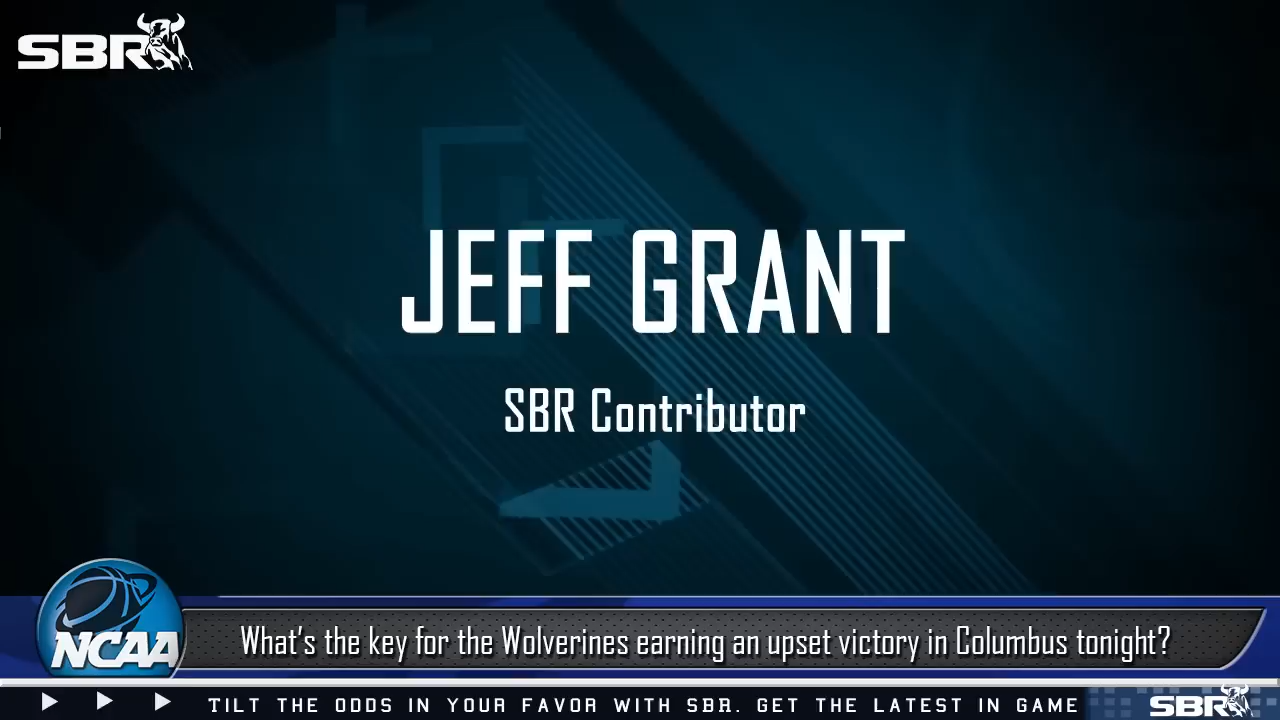 SBR
JEFF GRANT
SBR Contributor
What's the key for the Wolverines earning an upset victory in Columbus tonight?
NCAA
TILT THE ODDS IN YOUR FAVOR WITH SBR. GET THE LATEST IN GAME
SBR